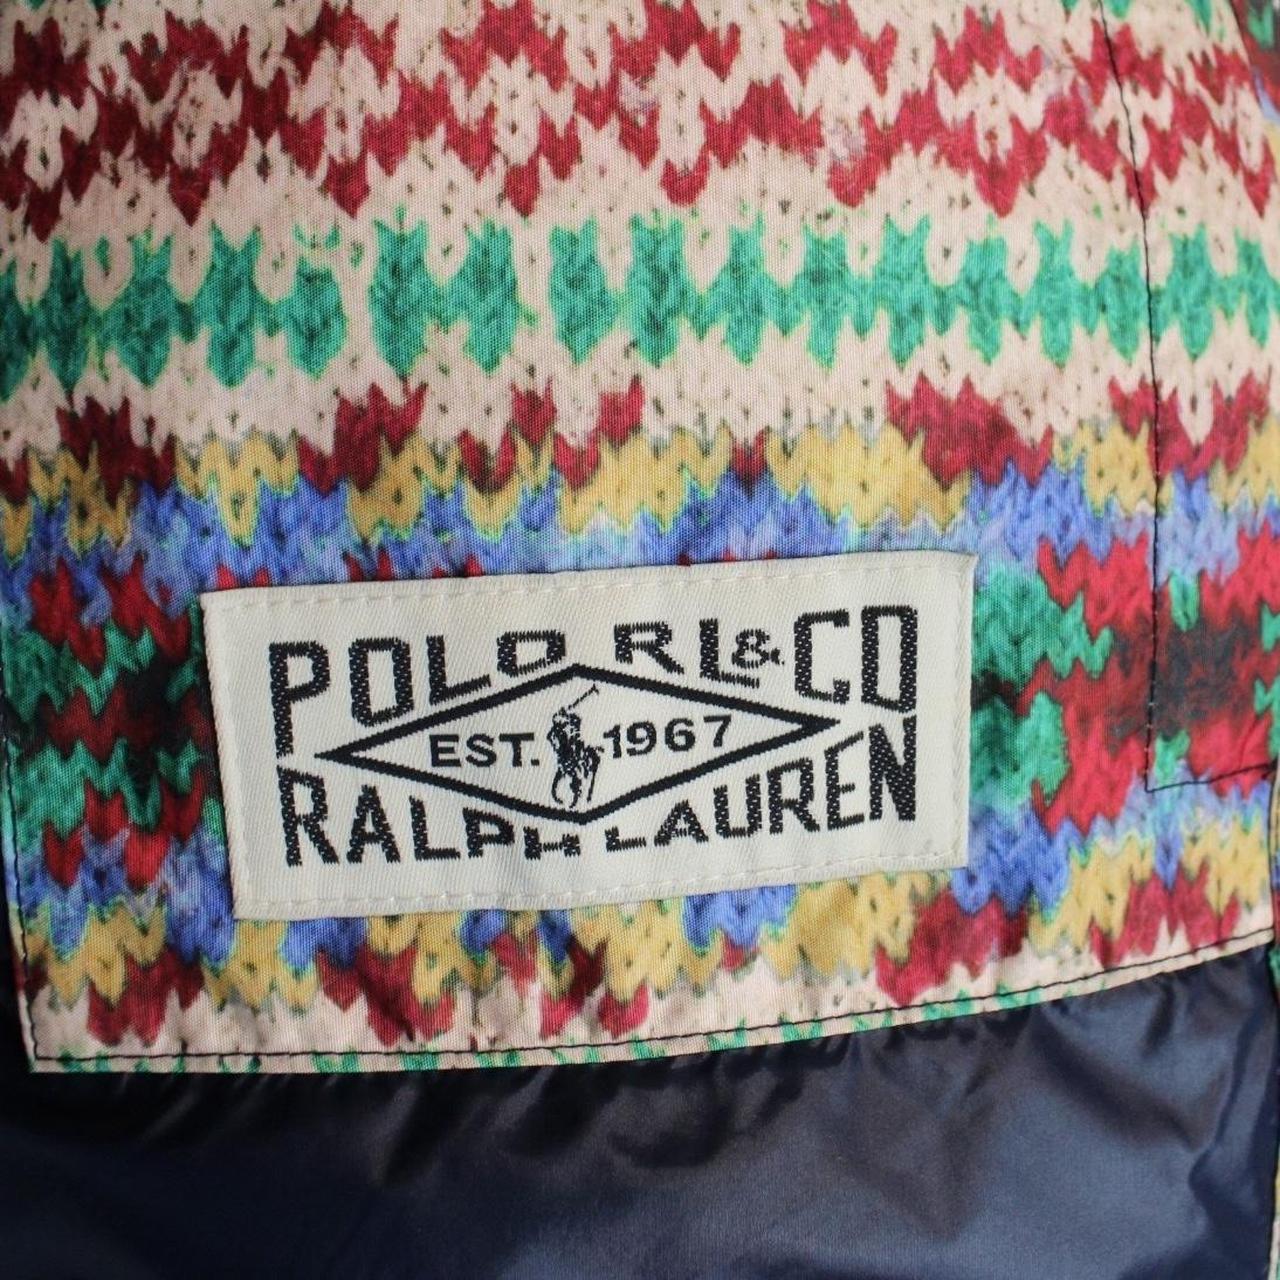 POLO RL&CO
EST. 1967
RALPH LAUREN